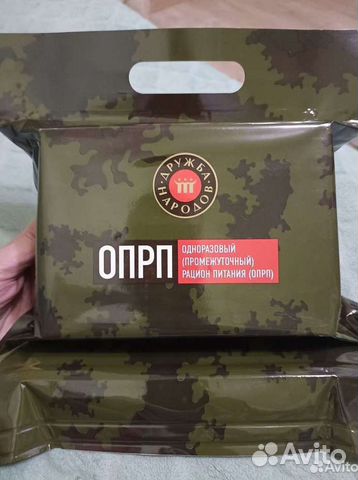 ДРУЖБА
НАРОДОВ
ОПРП
ОДНОРАЗОВЫЙ
(ПРОМЕЖУТОЧНЫЙ)
РАЦИОН ПИТАНИЯ (ОПРП)
Avito